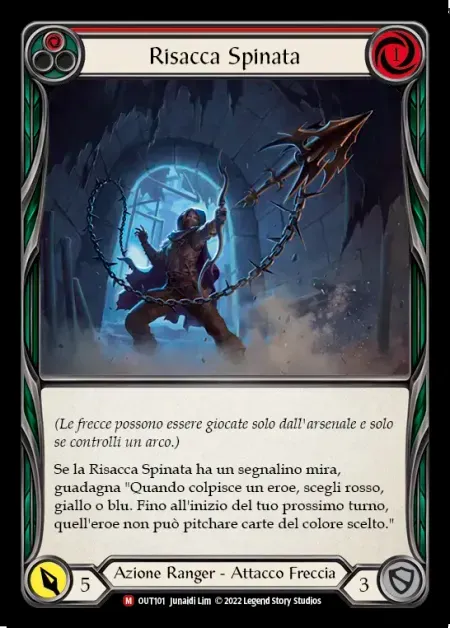 Risacca Spinata
1
(Le frecce possono essere giocate solo dall'arsenale e solo
se controlli un arco.)
Se la Risacca Spinata ha un segnalino mira,
guadagna "Quando colpisce un eroe, scegli rosso,
giallo o blu. Fino all'inizio del tuo prossimo turno,
quell'eroe non può pitchare carte del colore scelto."
5
Azione Ranger - Attacco Freccia
3
M OUT101 Junaidi Lim © 2022 Legend Story Studios